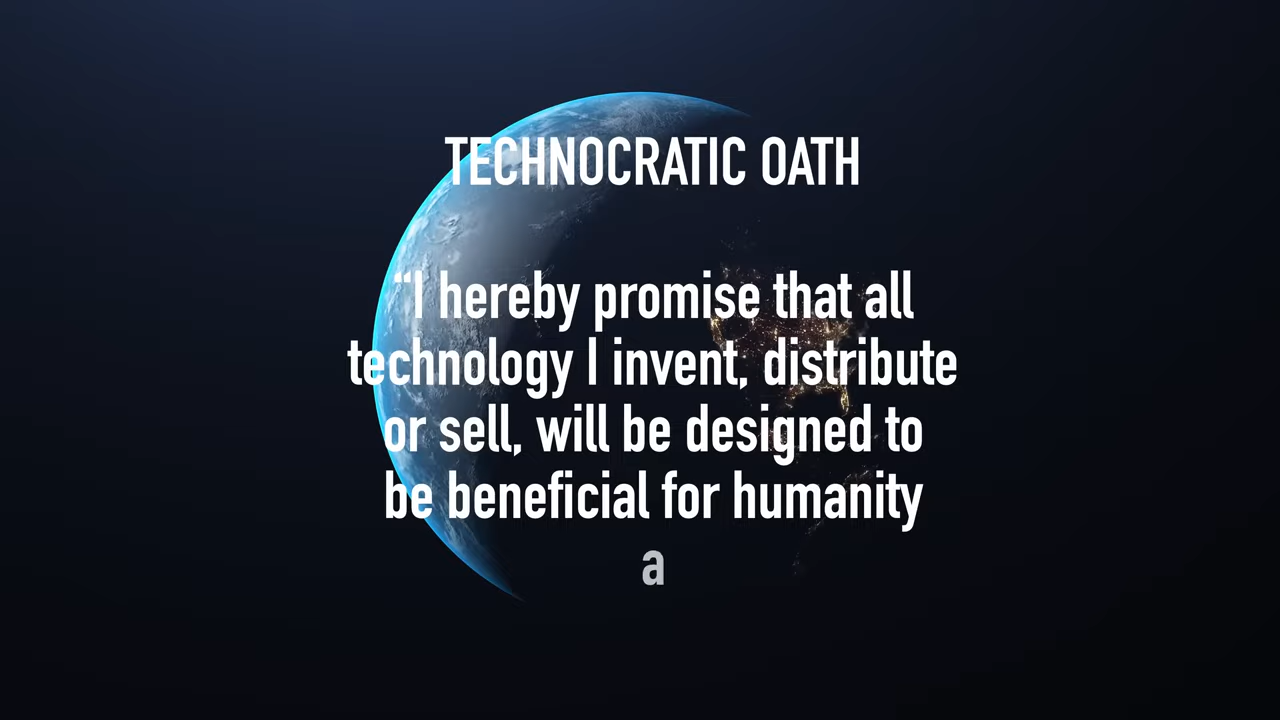 TECHNOCRATIC OATH
“I hereby promise that all
technology I invent, distribute
or sell, will be designed to
be beneficial for humanity
a